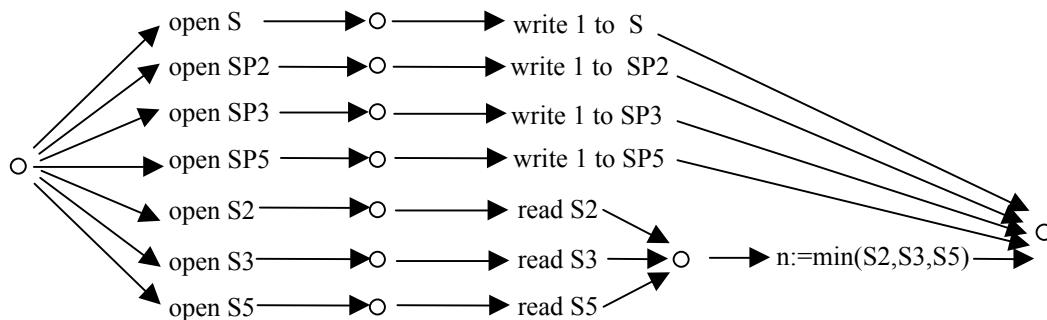 open S write 1 to S
open SP2 write 1 to SP2
open SP3 write 1 to SP3
open SP5 write 1 to SP5
open S2 read S2
open S3 read S3 n:=min(S2,S3,S5)
open S5 read S5